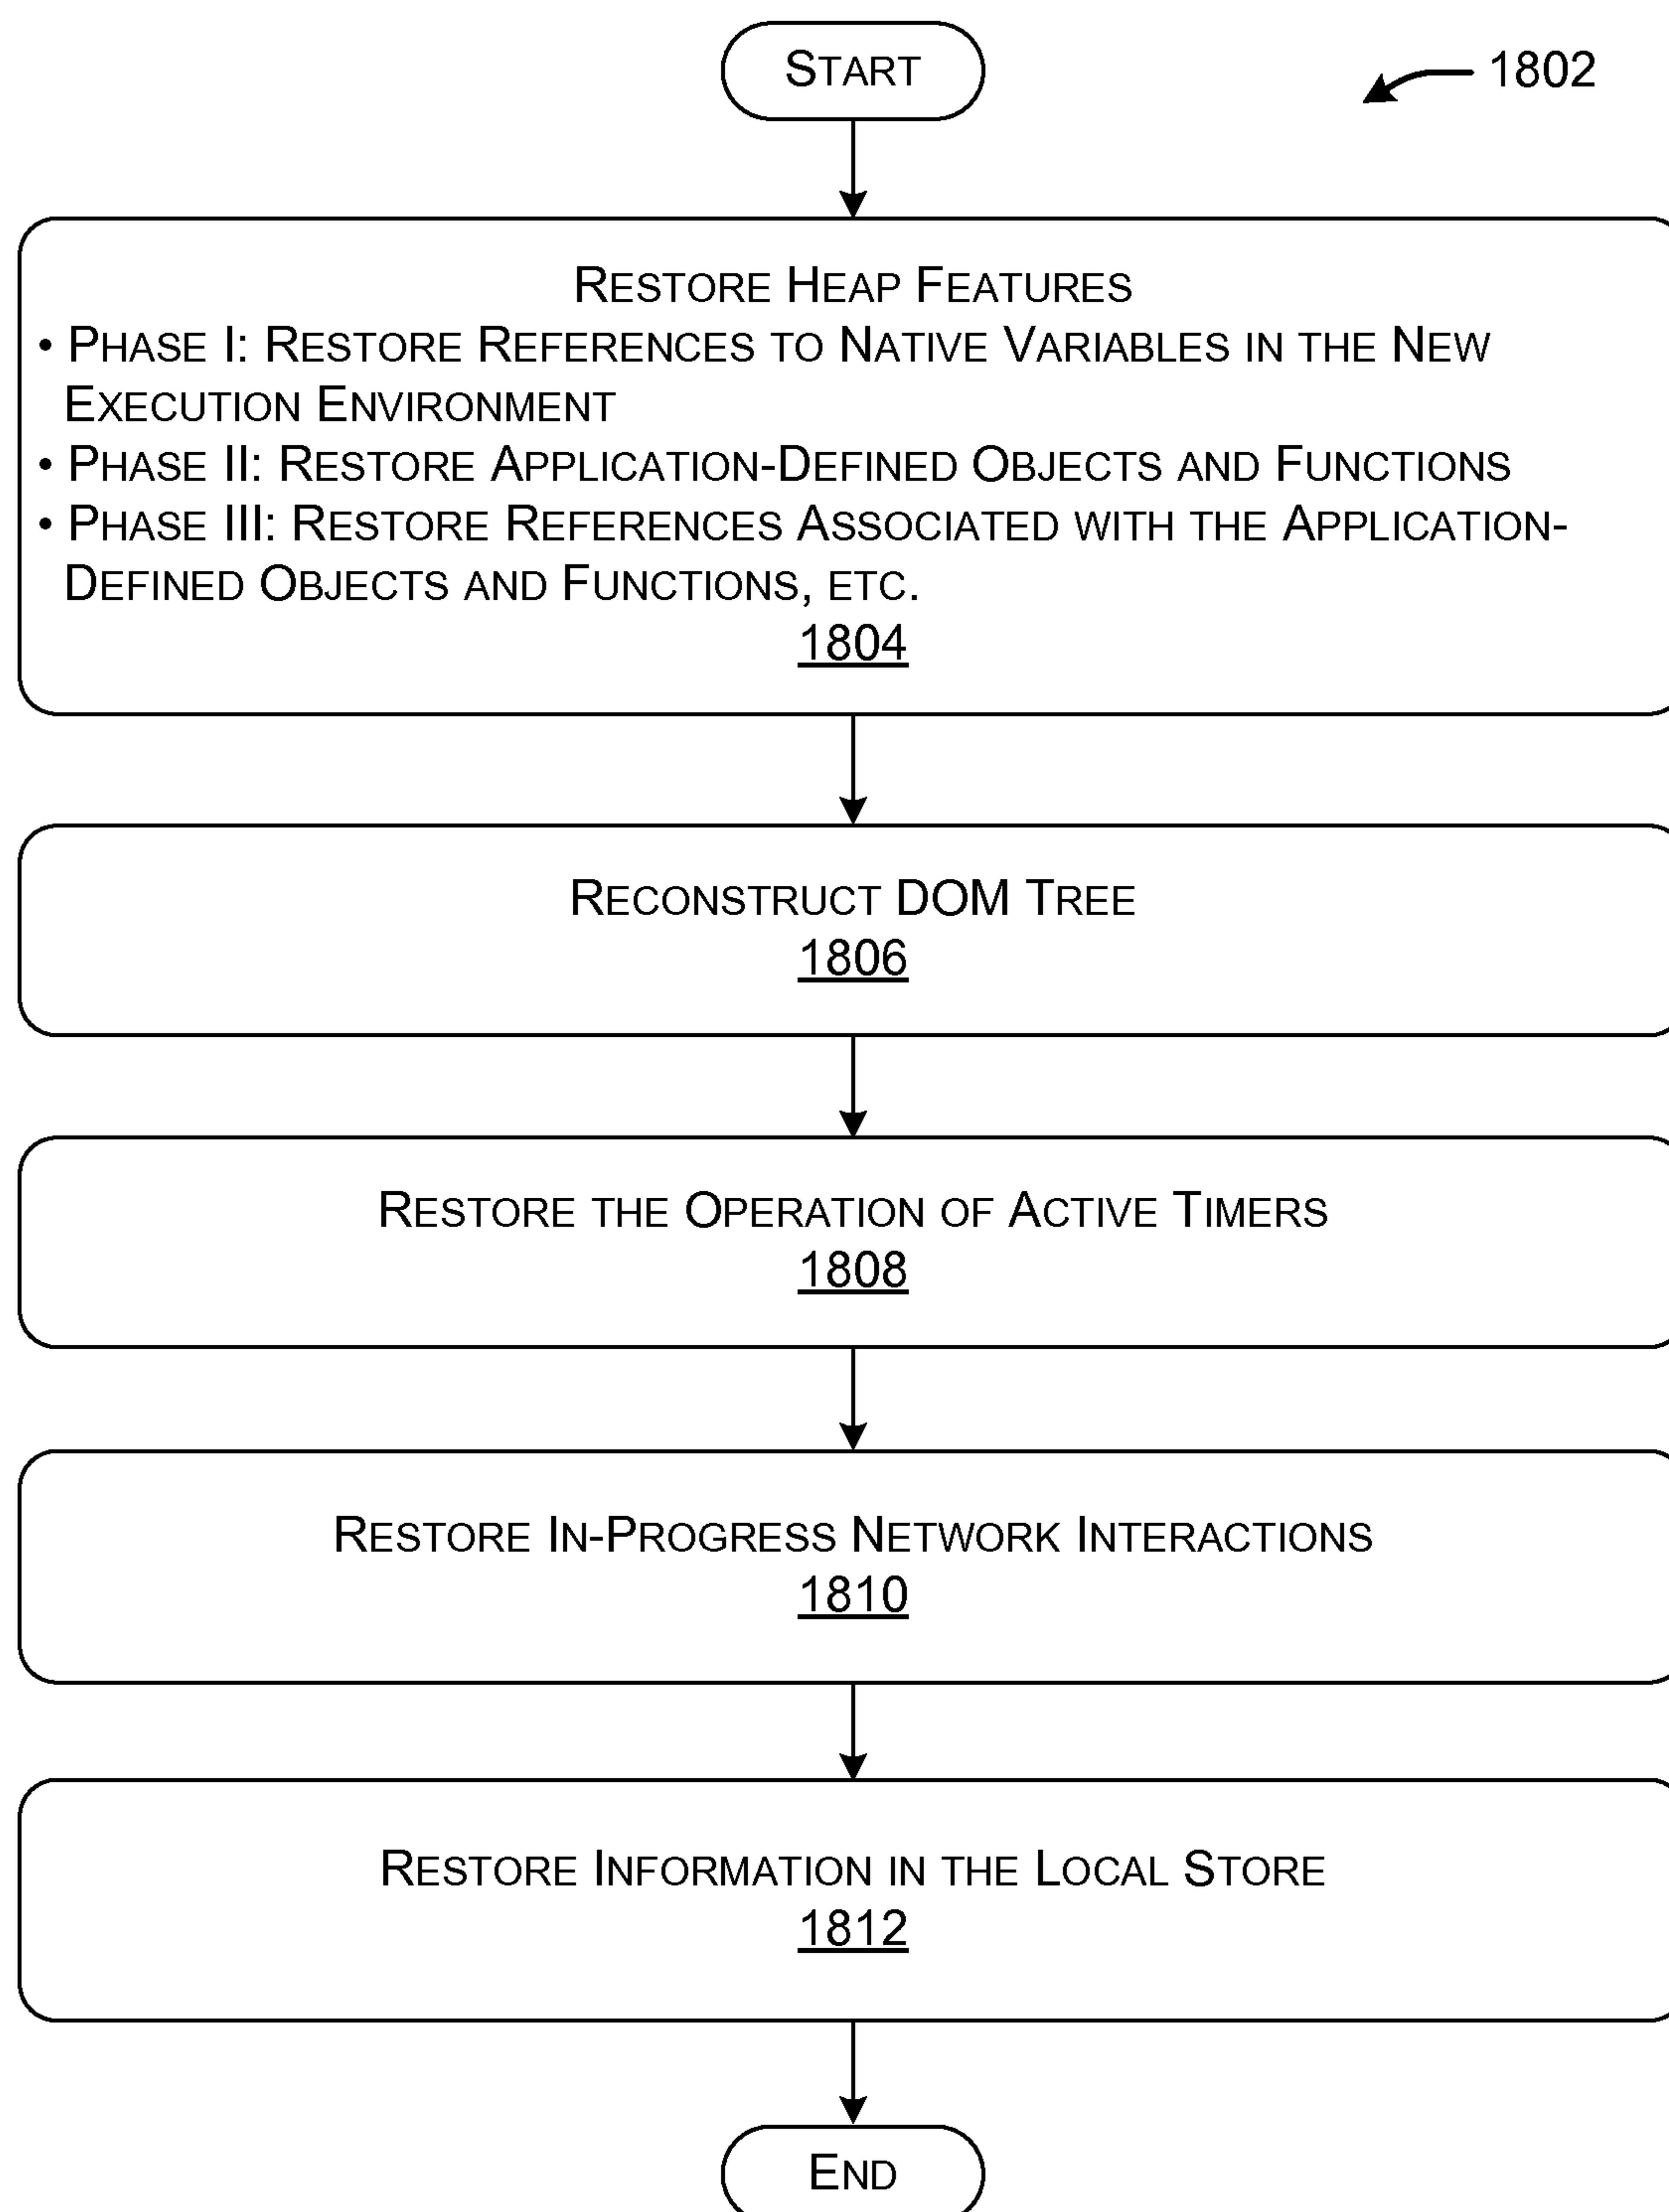 START
1802
RESTORE HEAP FEATURES
• PHASE I: RESTORE REFERENCES TO NATIVE VARIABLES IN THE NEW
EXECUTION ENVIRONMENT
• PHASE II: RESTORE APPLICATION-DEFINED OBJECTS AND FUNCTIONS
• PHASE III: RESTORE REFERENCES ASSOCIATED WITH THE APPLICATION-
DEFINED OBJECTS AND FUNCTIONS, ETC.
1804
RECONSTRUCT DOM TREE
1806
RESTORE THE OPERATION OF ACTIVE TIMERS
1808
RESTORE IN-PROGRESS NETWORK INTERACTIONS
1810
RESTORE INFORMATION IN THE LOCAL STORE
1812
END